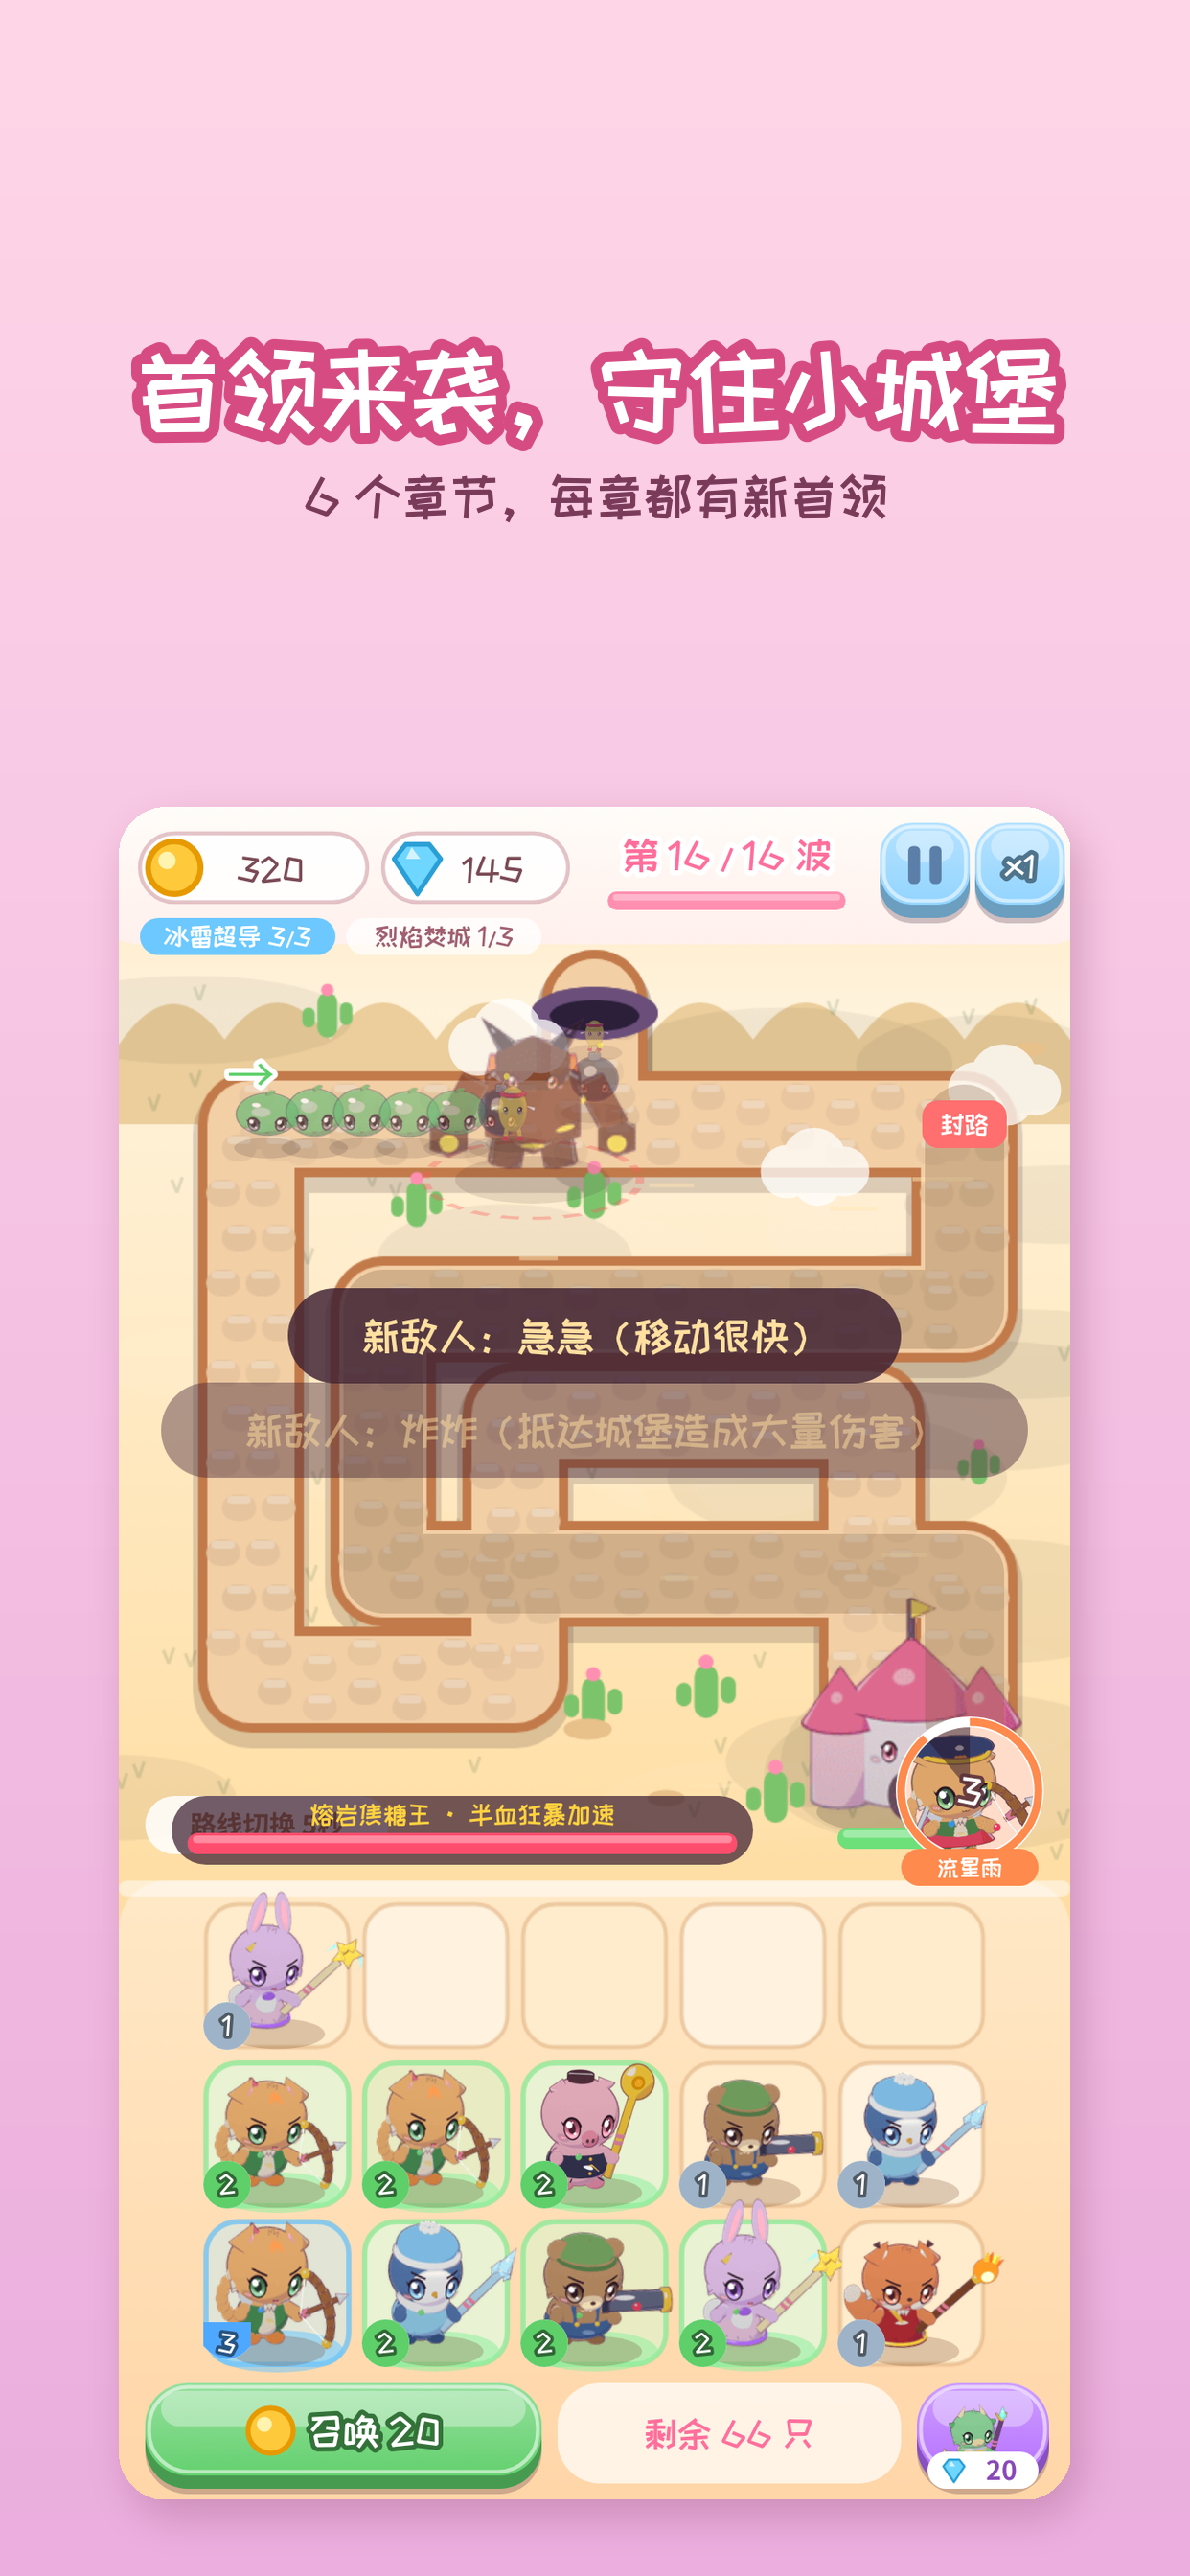 首领来袭，守住小城堡
6 个章节，每章都有新首领
320
145
第 16 / 16 波
×1
冰雷超导 3/3
烈焰焚城 1/3
封路
新敌人：急急（移动很快）
新敌人：炸炸（抵达城堡造成大量伤害）
路线切换
熔岩焦糖王 · 半血狂暴加速
3
流星雨
1
2
2
2
1
1
3
2
2
2
1
召唤 20
剩余 66 只
20